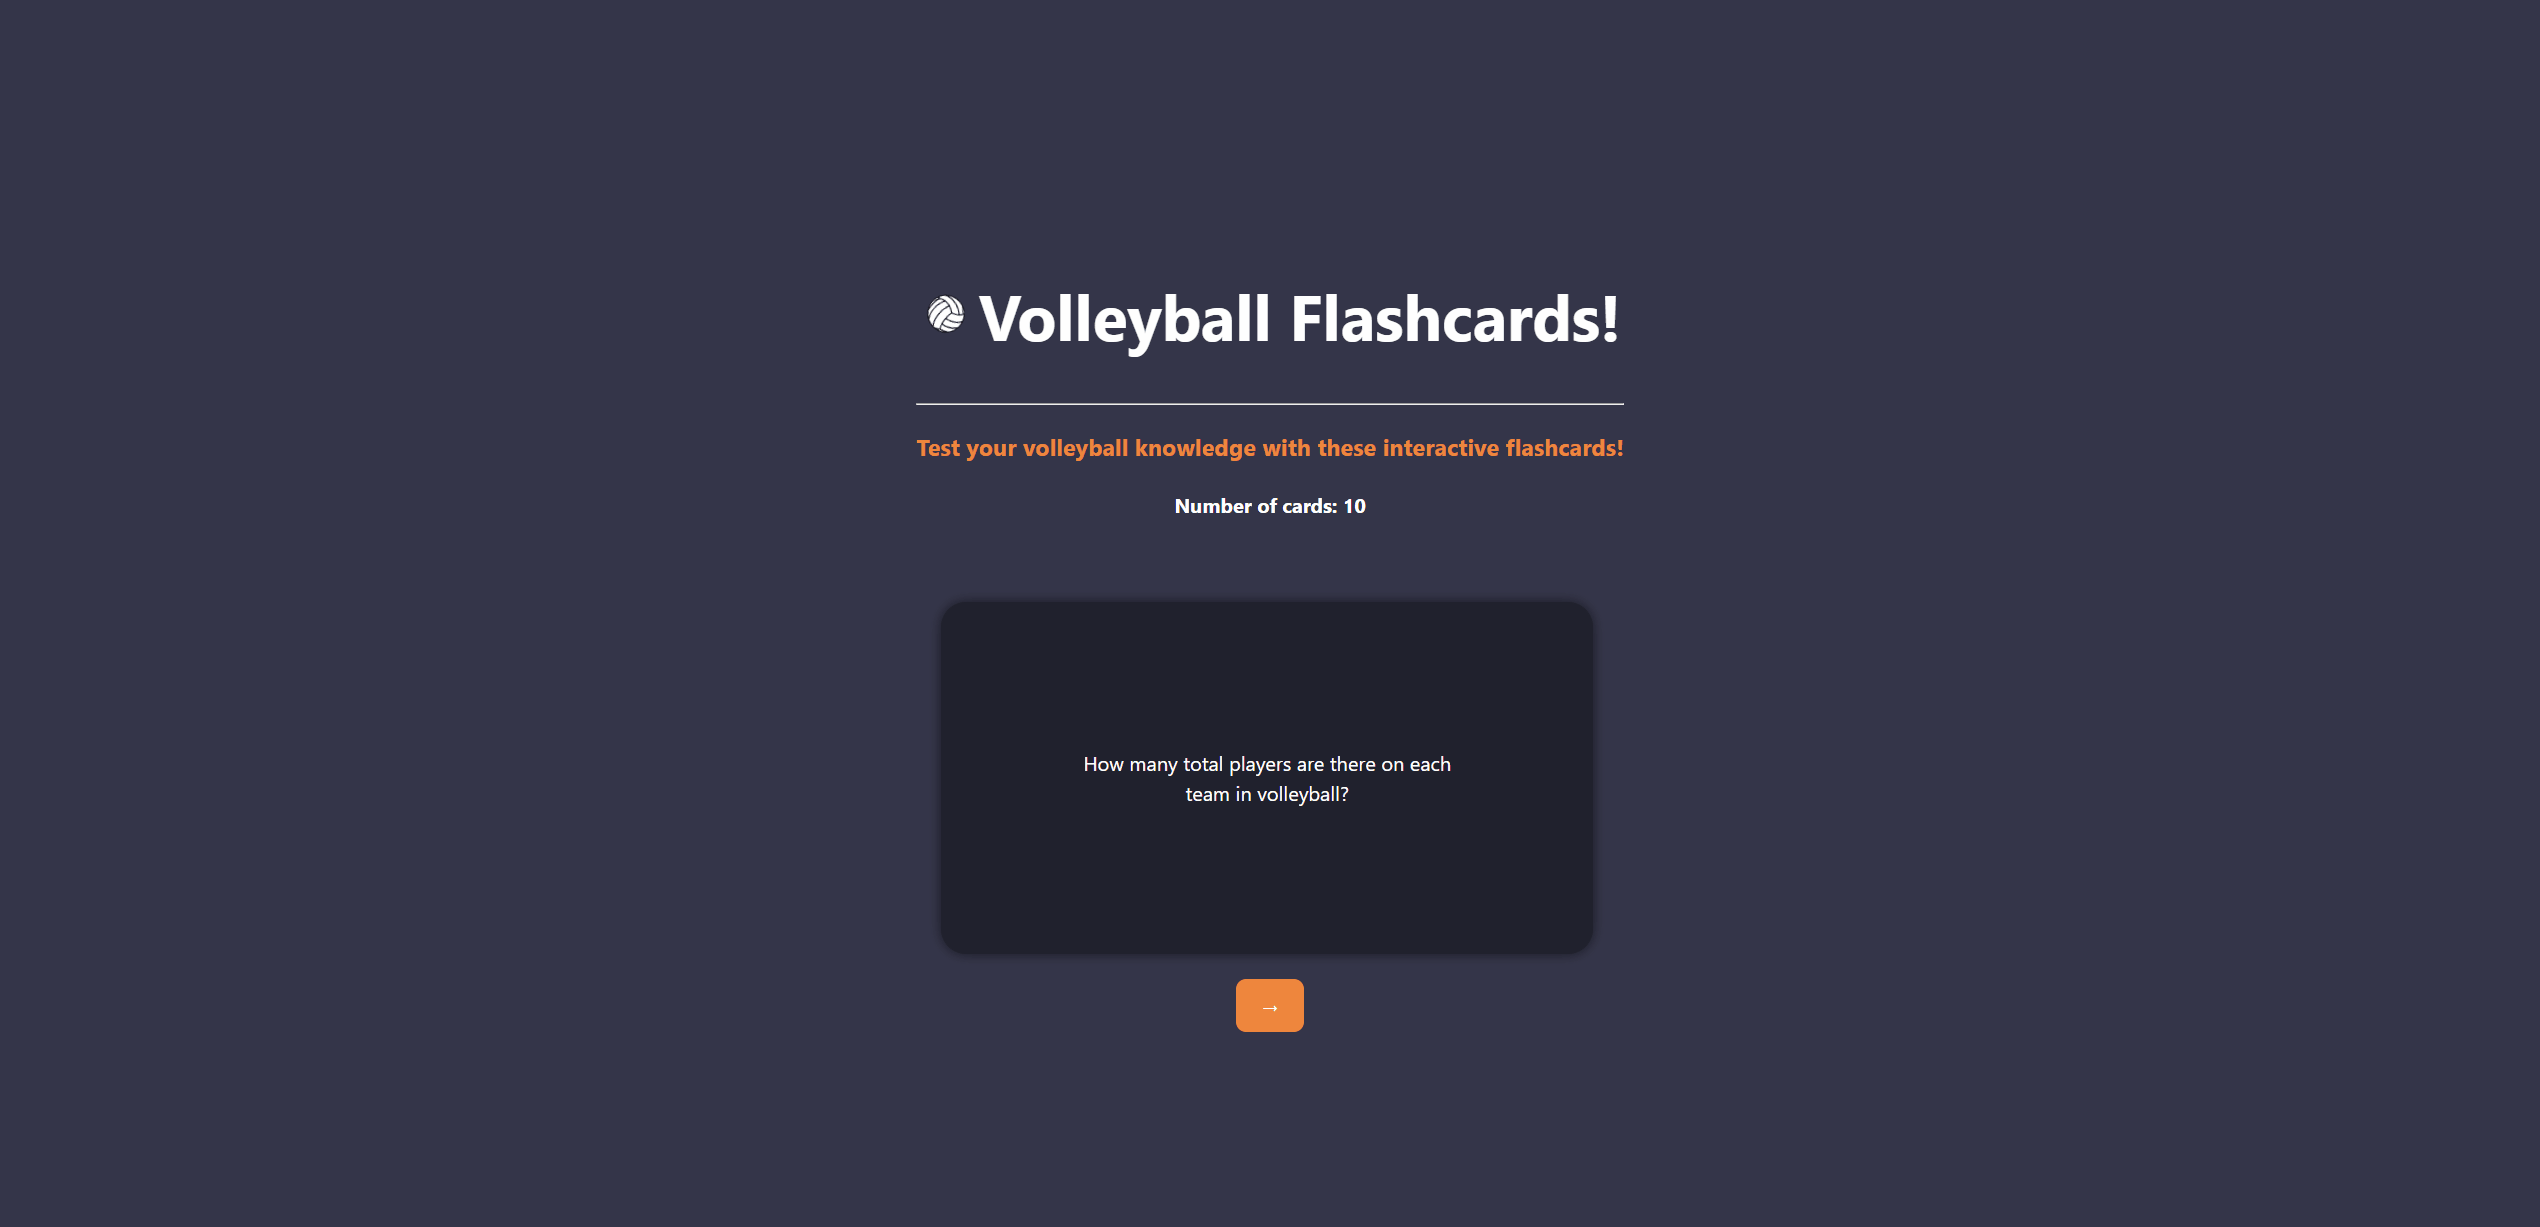 Volleyball Flashcards!
Test your volleyball knowledge with these interactive flashcards!
Number of cards: 10
How many total players are there on each
team in volleyball?
→